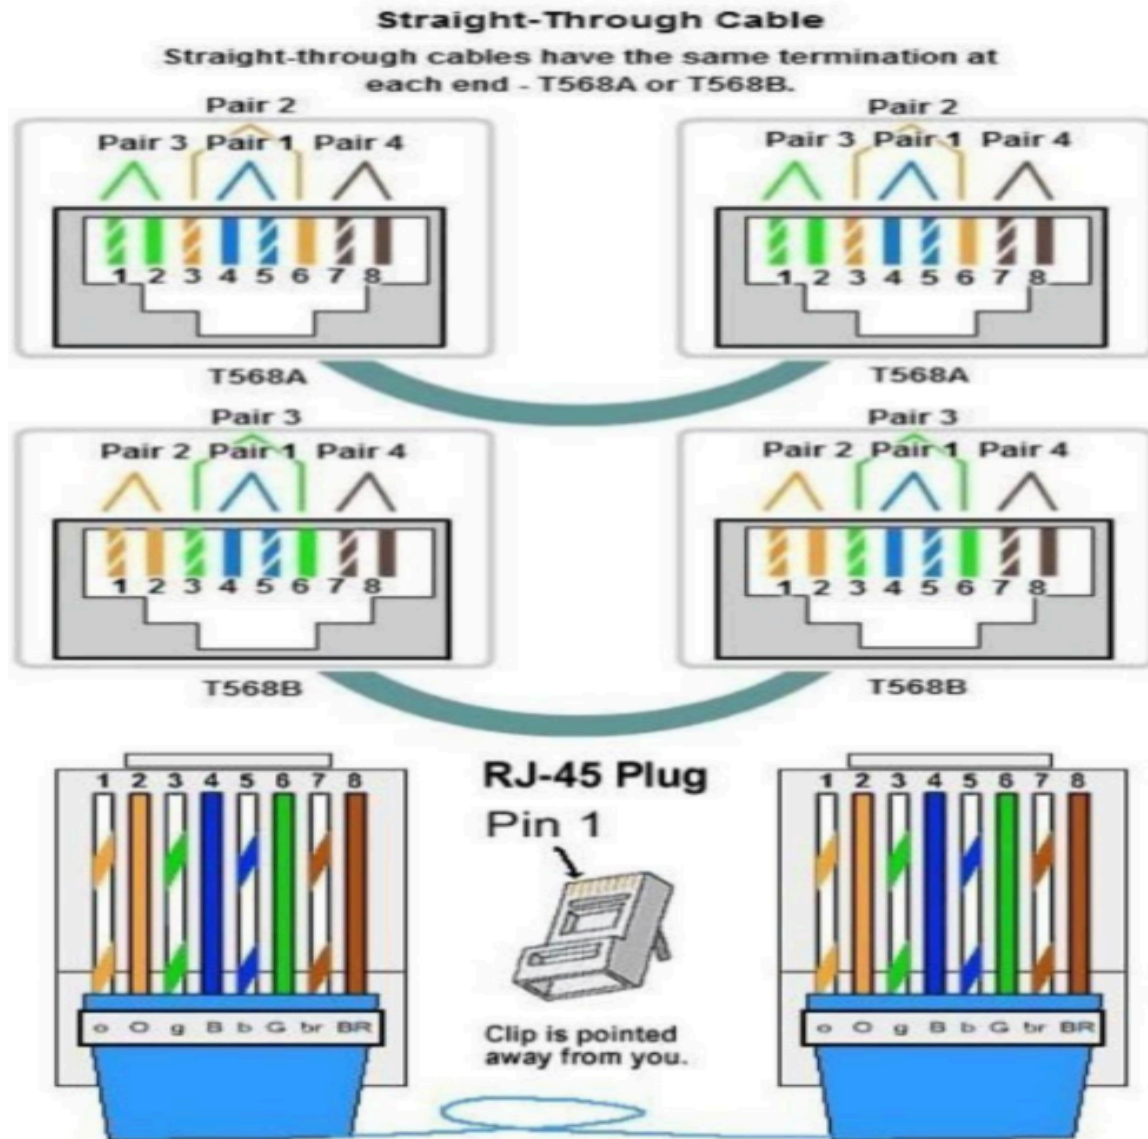 Straight-Through Cable
Straight-through cables have the same termination at
each end - T568A or T568B.
Pair 2
Pair 3 Pair 1 Pair 4
1 2 3 4 5 6 7 8
T568A
Pair 2
Pair 3 Pair 1 Pair 4
1 2 3 4 5 6 7 8
T568A
Pair 3
Pair 2 Pair 1 Pair 4
1 2 3 4 5 6 7 8
T568B
Pair 3
Pair 2 Pair 1 Pair 4
1 2 3 4 5 6 7 8
T568B
1 2 3 4 5 6 7 8
o O g B b G br BR
RJ-45 Plug
Pin 1
Clip is pointed
away from you.
1 2 3 4 5 6 7 8
o O g B b G br BR